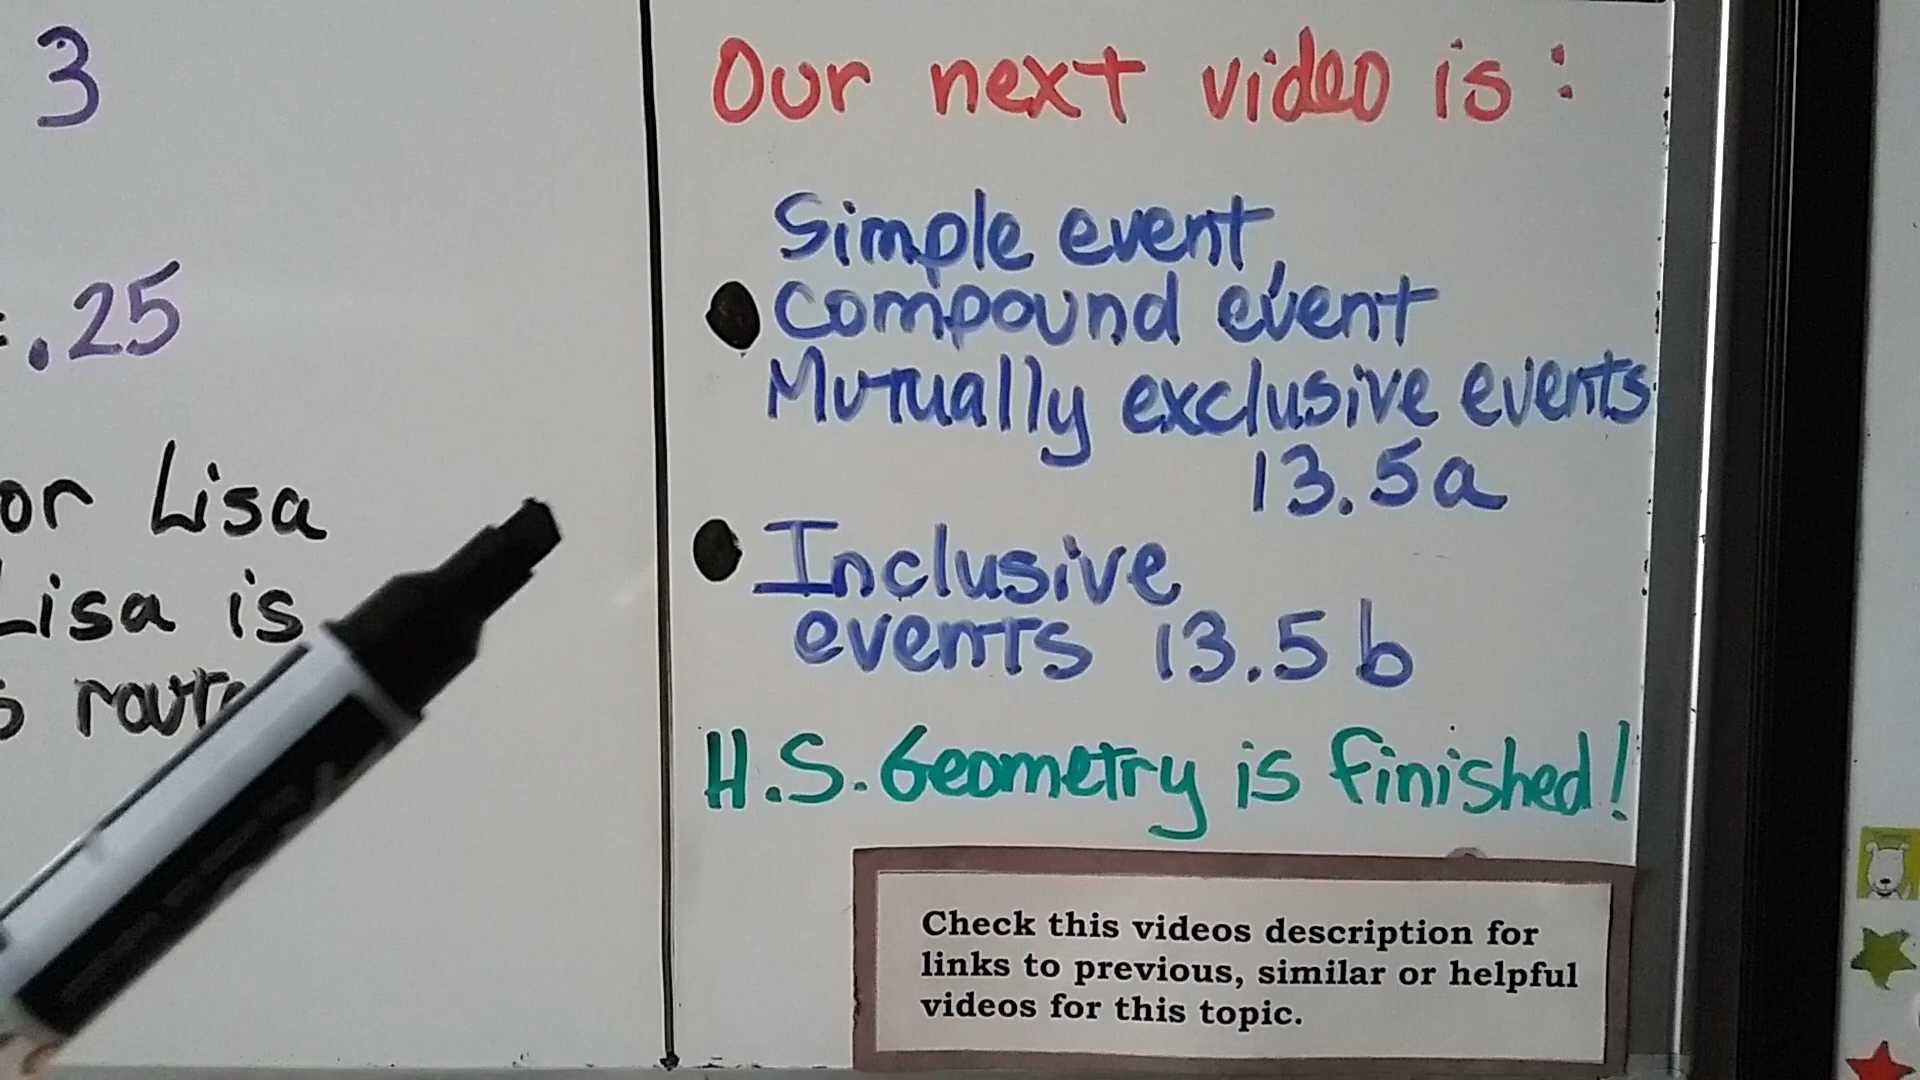 3
= .25
or Lisa
Lisa is
s route
Our next video is:
Simple event,
Compound event
Mutually exclusive events
13.5a
Inclusive
events 13.5b
H.S. Geometry is finished!
Check this videos description for
links to previous, similar or helpful
videos for this topic.